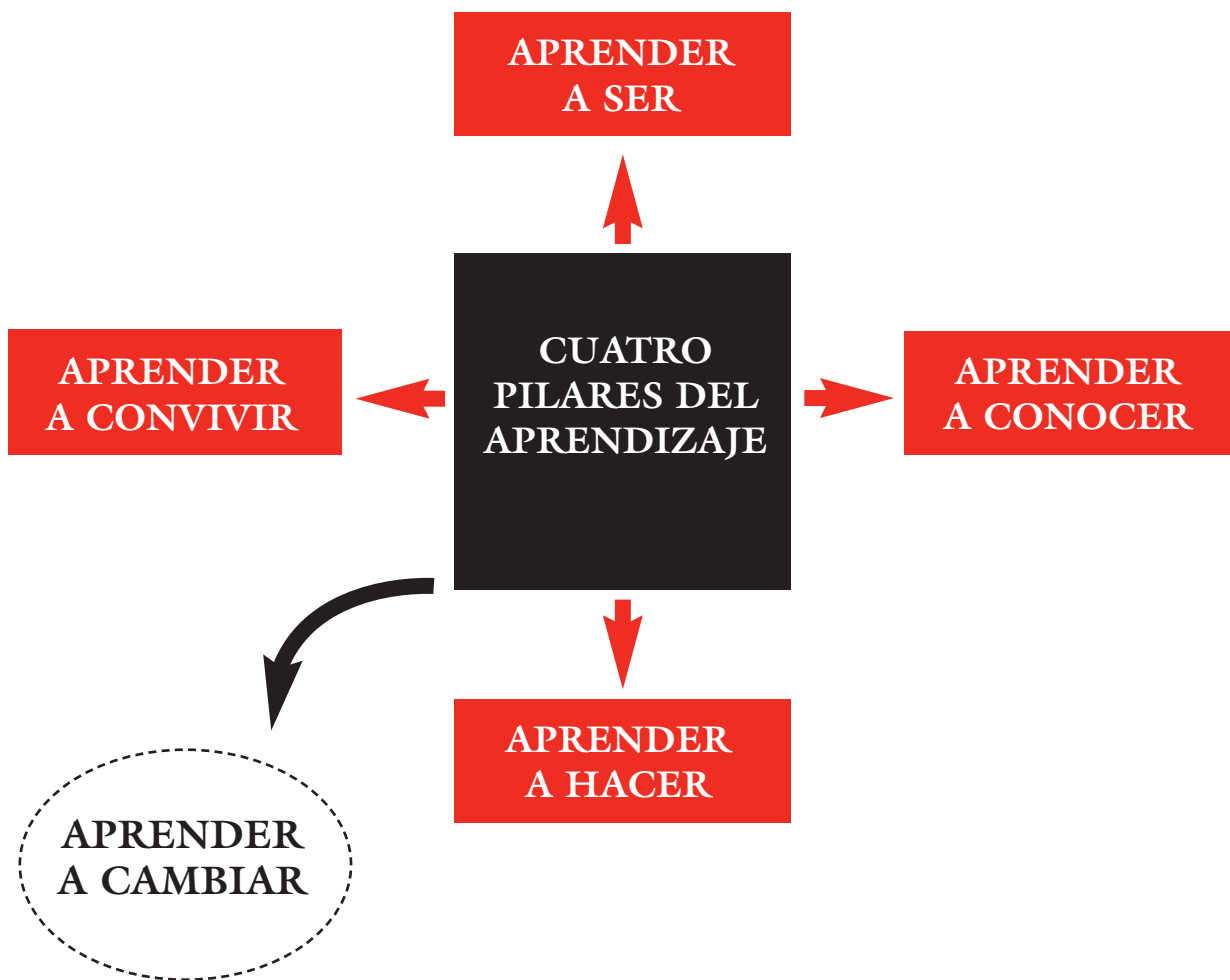 APRENDER
A SER
CUATRO
PILARES DEL
APRENDIZAJE
APRENDER
A CONVIVIR
APRENDER
A CONOCER
APRENDER
A HACER
APRENDER
A CAMBIAR